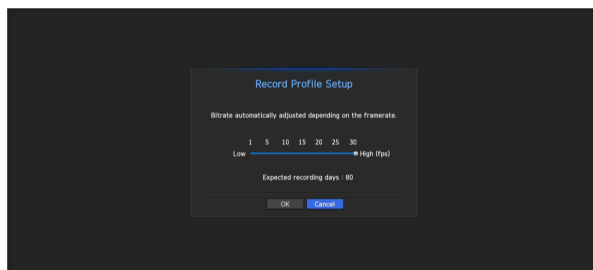 Record Profile Setup
Bitrate automatically adjusted depending on the framerate.
1 5 10 15 20 25 30
Low High (fps)
Expected recording days : 80
OK Cancel